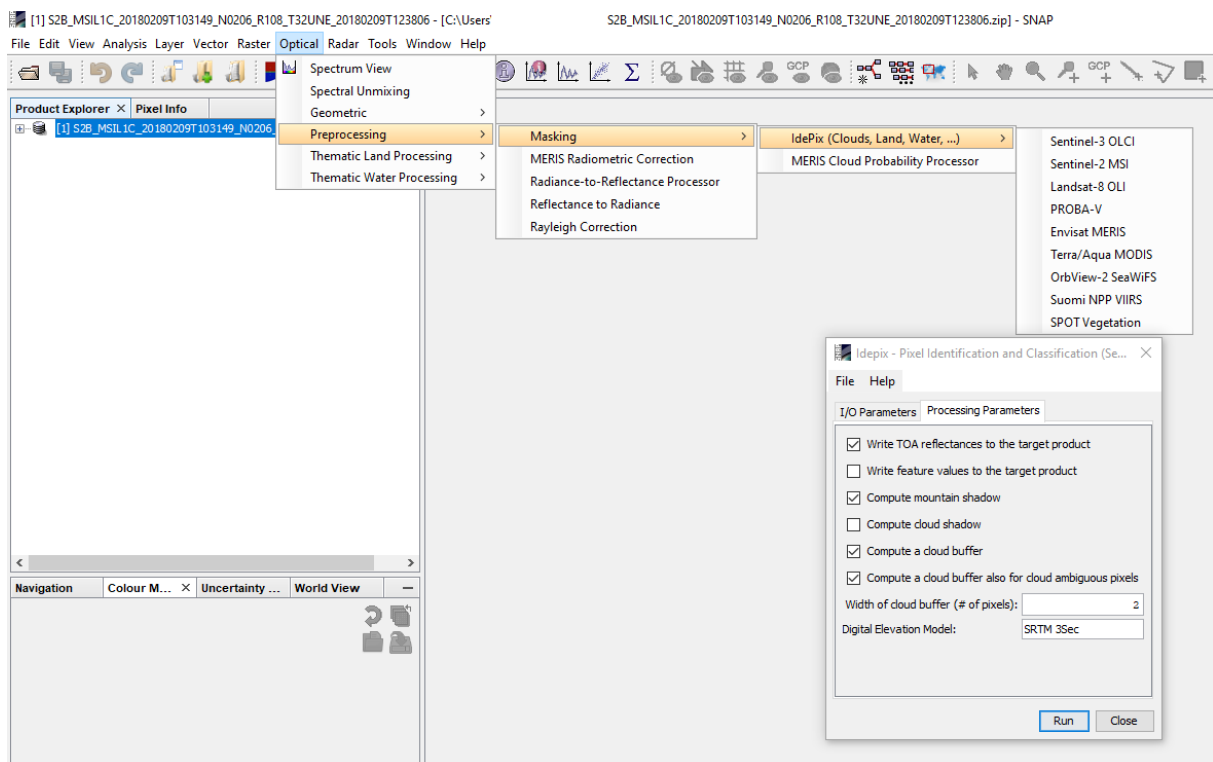 [1] S2B_MSIL1C_20180209T103149_N0206_R108_T32UNE_20180209T123806 - [C:\Users' S2B_MSIL1C_20180209T103149_N0206_R108_T32UNE_20180209T123806.zip] - SNAP
File Edit View Analysis Layer Vector Raster Optical Radar Tools Window Help
GCP GCP
Product Explorer × Pixel Info
[1] S2B_MSIL1C_20180209T103149_N0206_
Spectrum View
Spectral Unmixing
Geometric >
Preprocessing >
Thematic Land Processing >
Thematic Water Processing >
Masking >
MERIS Radiometric Correction
Radiance-to-Reflectance Processor
Reflectance to Radiance
Rayleigh Correction
IdePix (Clouds, Land, Water, ...) >
MERIS Cloud Probability Processor
Sentinel-3 OLCI
Sentinel-2 MSI
Landsat-8 OLI
PROBA-V
Envisat MERIS
Terra/Aqua MODIS
OrbView-2 SeaWiFS
Suomi NPP VIIRS
SPOT Vegetation
Idepix - Pixel Identification and Classification (Se... ×
File Help
I/O Parameters Processing Parameters
Write TOA reflectances to the target product
Write feature values to the target product
Compute mountain shadow
Compute cloud shadow
Compute a cloud buffer
Compute a cloud buffer also for cloud ambiguous pixels
Width of cloud buffer (# of pixels): 2
Digital Elevation Model: SRTM 3Sec
Run Close
Navigation Colour M... × Uncertainty ... World View